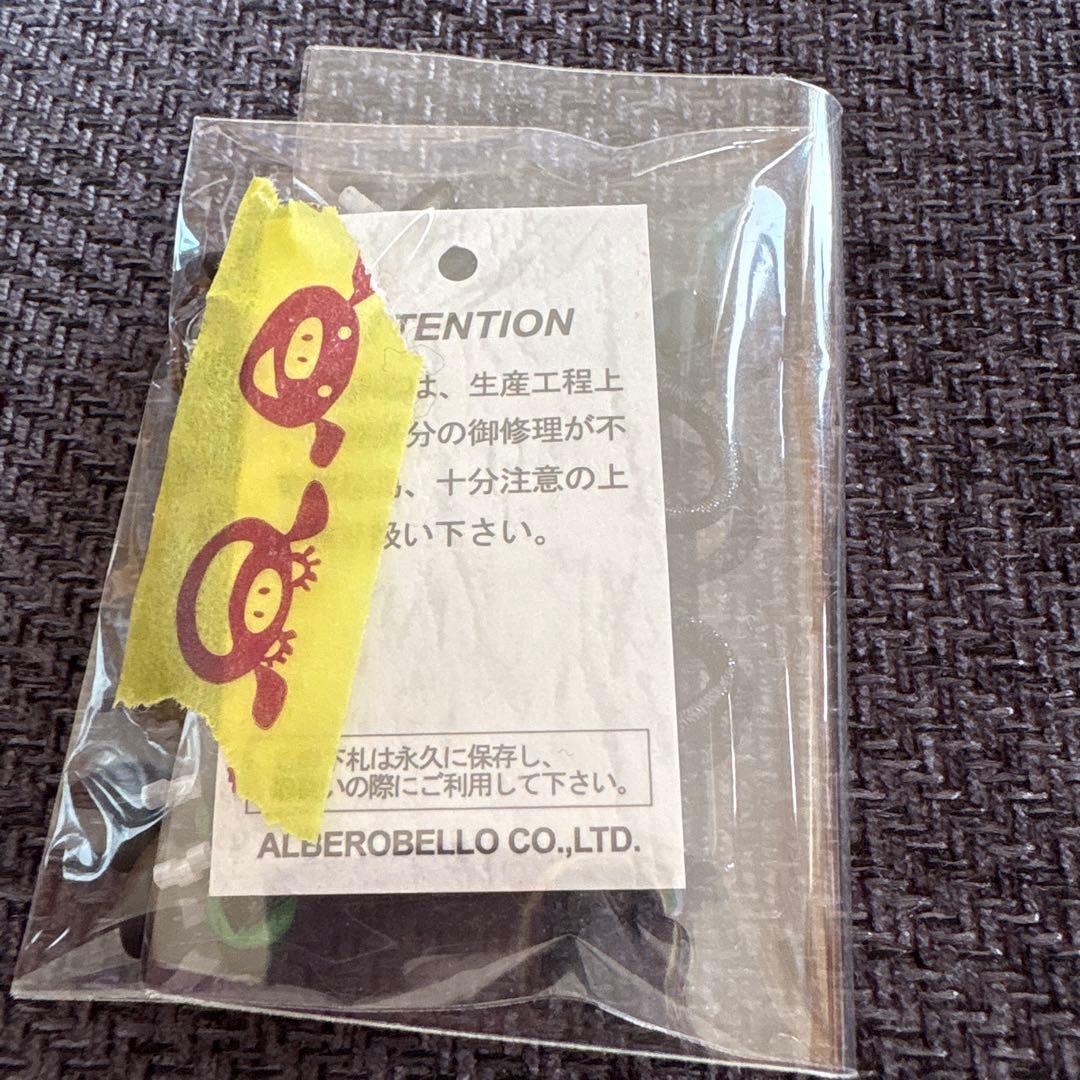 TENTION
は、生産工程上
分の御修理が不
、十分注意の上
扱い下さい。
下札は永久に保存し、
いの際にご利用して下さい。
ALBEROBELLO CO.,LTD.